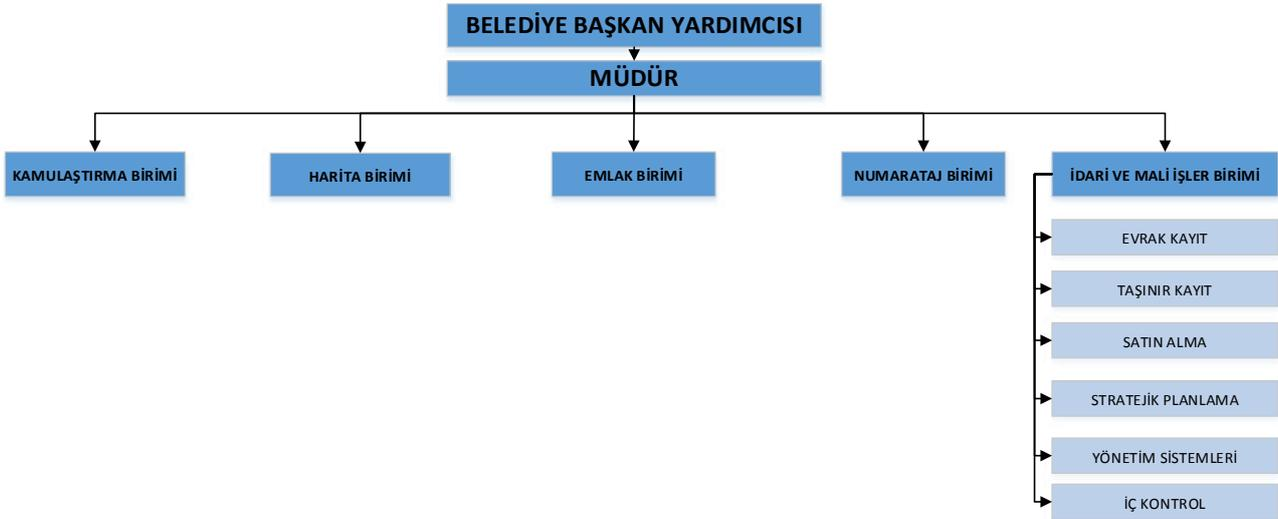 BELEDİYE BAŞKAN YARDIMCISI
MÜDÜR
KAMULAŞTIRMA BİRİMİ
HARİTA BİRİMİ
EMLAK BİRİMİ
NUMARATAJ BİRİMİ
İDARİ VE MALİ İŞLER BİRİMİ
EVRAK KAYIT
TAŞINIR KAYIT
SATIN ALMA
STRATEJİK PLANLAMA
YÖNETİM SİSTEMLERİ
İÇ KONTROL